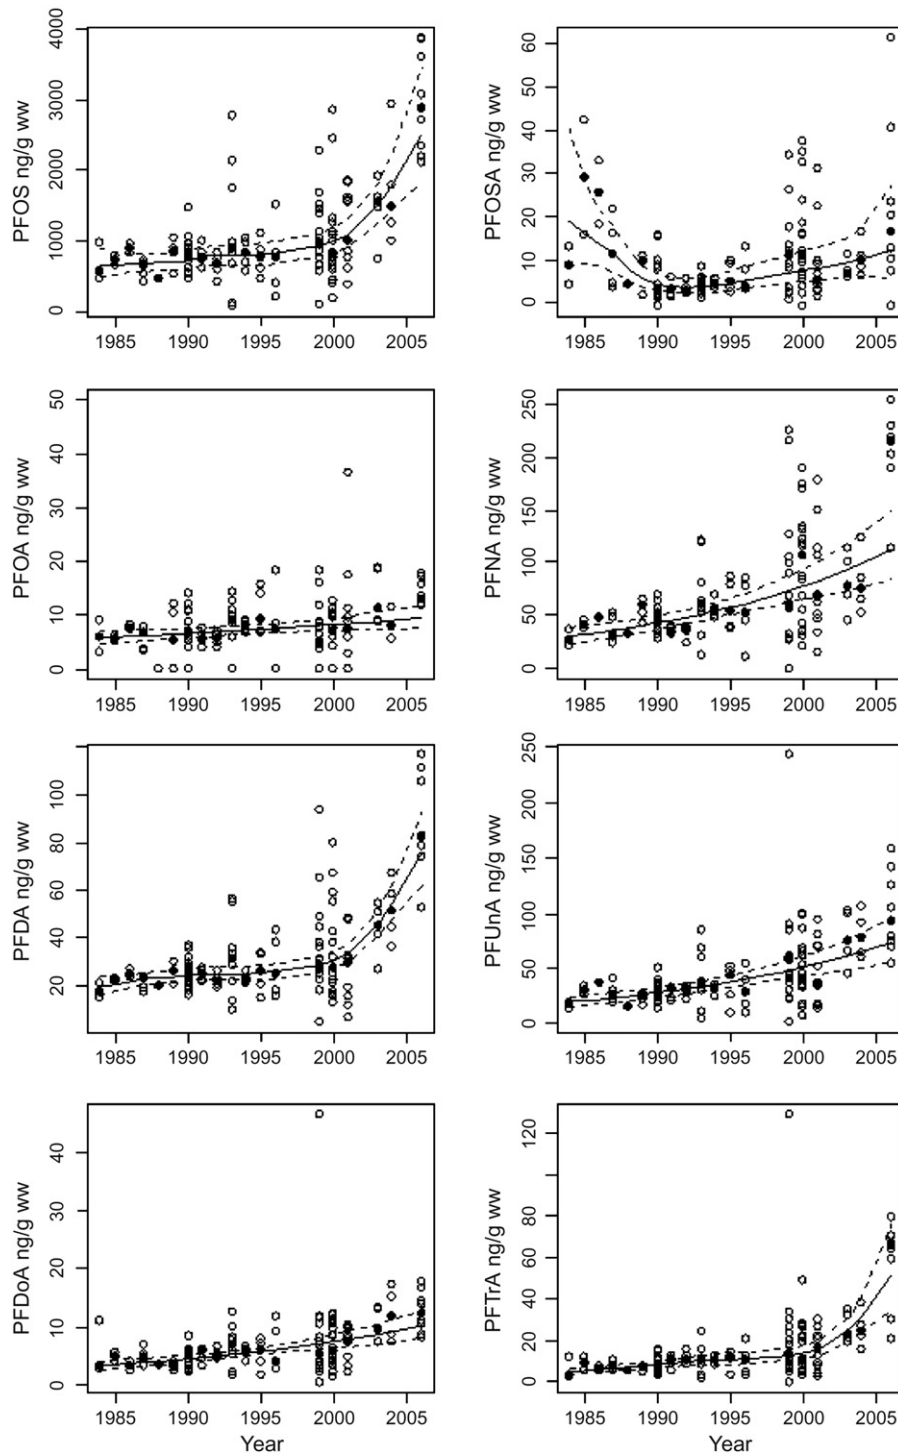 PFOS ng/g ww
4000
3000
2000
1000
0
1985 1990 1995 2000 2005
PFOSA ng/g ww
60
50
40
30
20
10
0
1985 1990 1995 2000 2005
PFOA ng/g ww
50
40
30
20
10
0
1985 1990 1995 2000 2005
PFNA ng/g ww
250
200
150
100
50
0
1985 1990 1995 2000 2005
PFDA ng/g ww
100
80
60
40
20
1985 1990 1995 2000 2005
PFUnA ng/g ww
250
200
150
100
50
0
1985 1990 1995 2000 2005
PFDoA ng/g ww
40
30
20
10
0
1985 1990 1995 2000 2005
Year
PFTrA ng/g ww
120
80
60
40
20
0
1985 1990 1995 2000 2005
Year